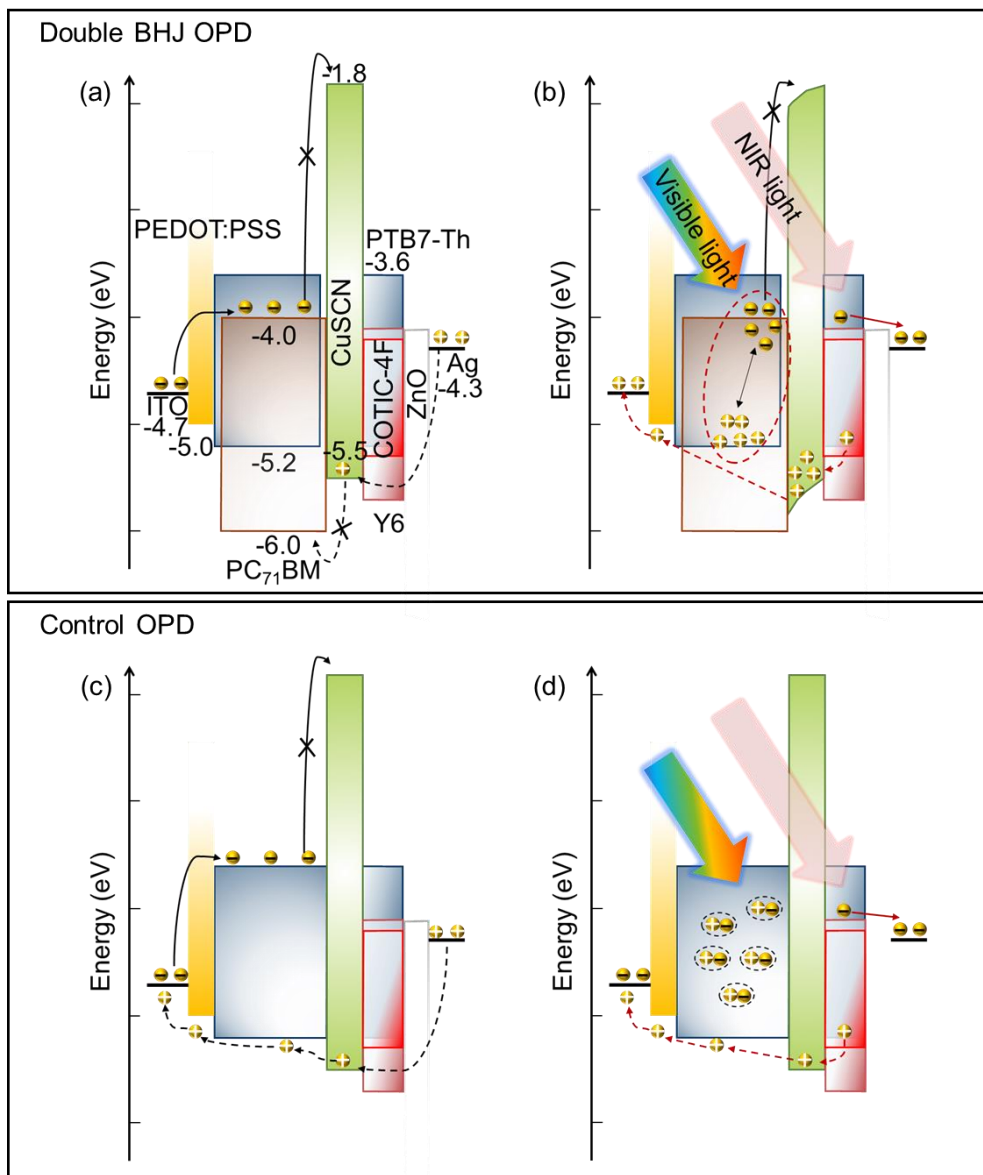 Double BHJ OPD
(a)
-1.8
PEDOT:PSS
PTB7-Th
-3.6
CuSCN
-4.0
COTIC-4F
ZnO
Ag
-4.3
ITO
-4.7
-5.0
-5.2
-5.5
Y6
-6.0
PC₇₁BM
Energy (eV)
(b)
Visible light
NIR light
Energy (eV)
Control OPD
(c)
Energy (eV)
(d)
Energy (eV)